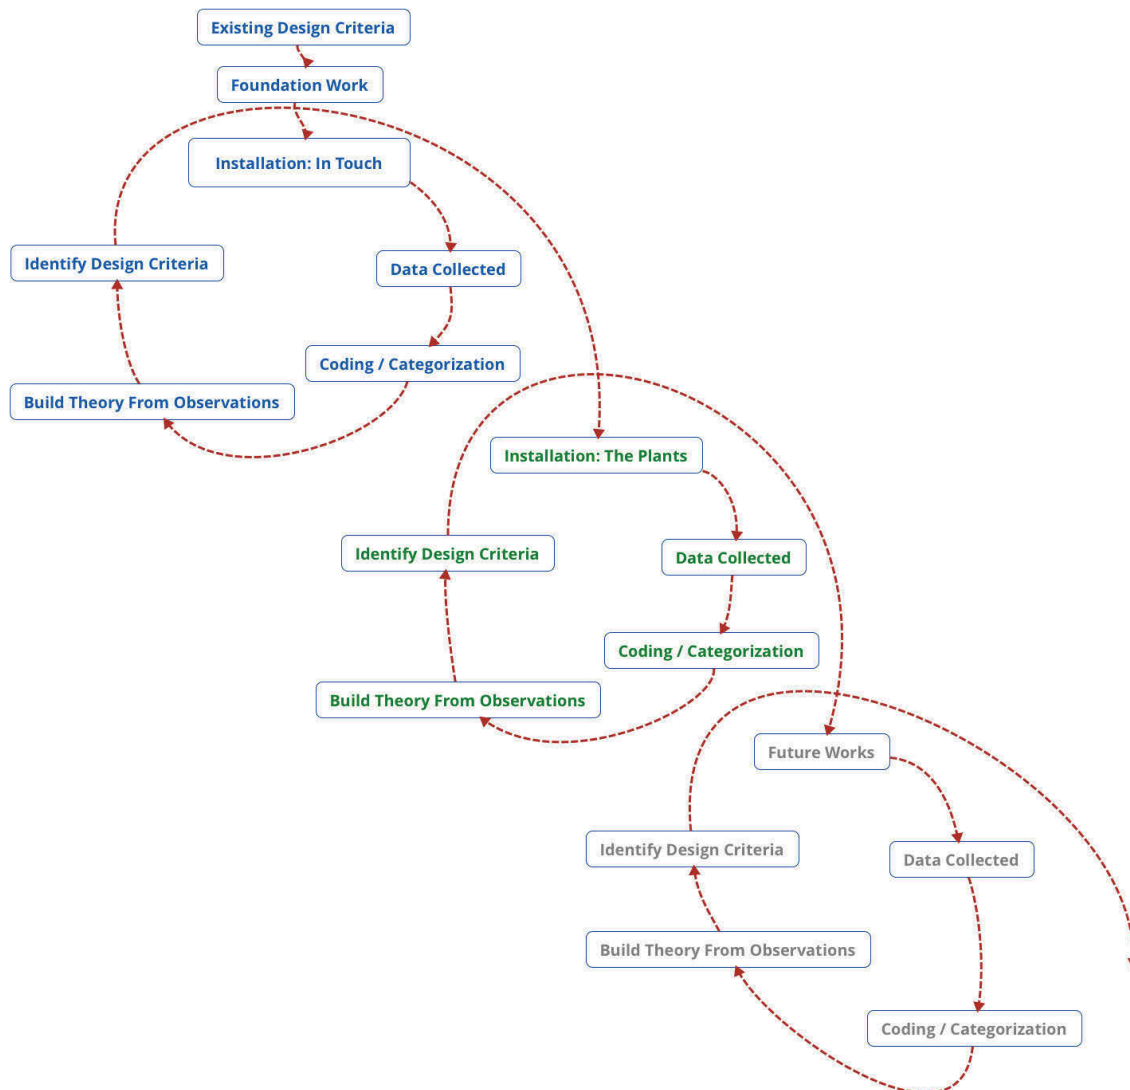 Existing Design Criteria
Foundation Work
Installation: In Touch
Identify Design Criteria
Data Collected
Coding / Categorization
Build Theory From Observations
Installation: The Plants
Identify Design Criteria
Data Collected
Coding / Categorization
Build Theory From Observations
Future Works
Identify Design Criteria
Data Collected
Build Theory From Observations
Coding / Categorization